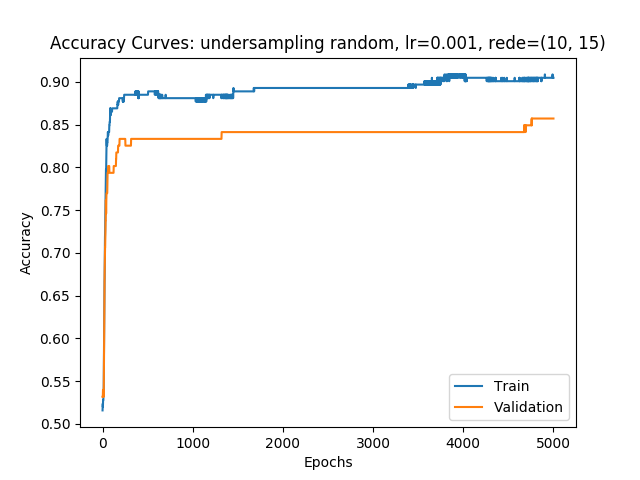 Accuracy Curves: undersampling random, lr=0.001, rede=(10, 15)
0.90
0.85
0.80
0.75
0.70
0.65
0.60
0.55
0.50
Accuracy
Train
Validation
0 1000 2000 3000 4000 5000
Epochs